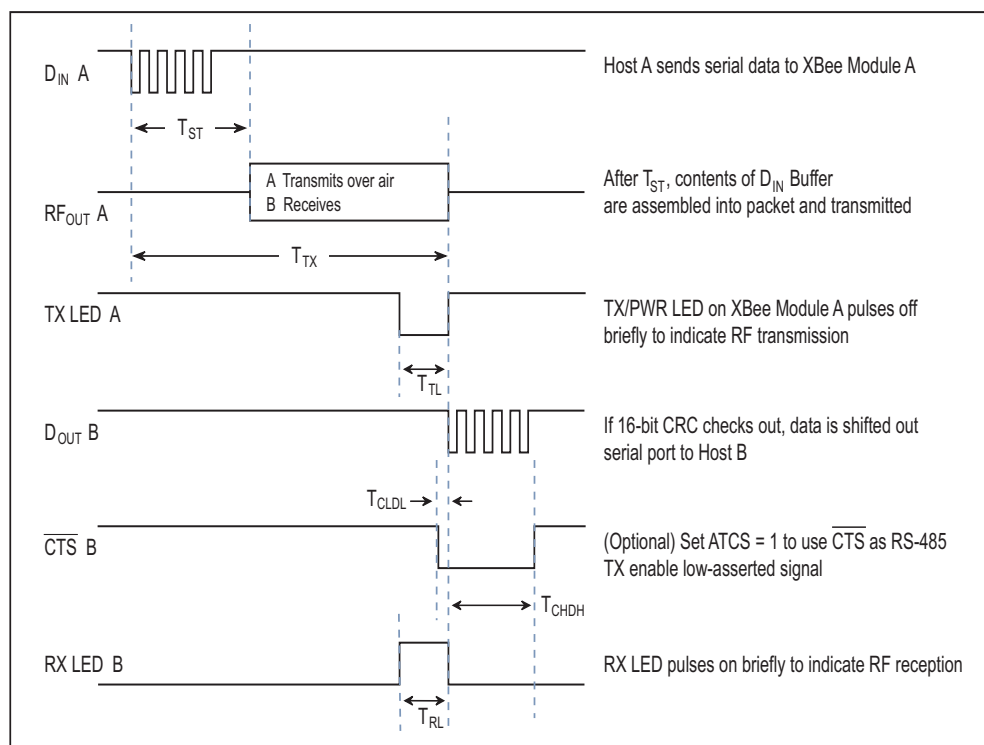 D_IN A
Host A sends serial data to XBee Module A
T_ST
A Transmits over air
B Receives
RF_OUT A
After T_ST, contents of D_IN Buffer
are assembled into packet and transmitted
T_TX
TX LED A
TX/PWR LED on XBee Module A pulses off
briefly to indicate RF transmission
T_TL
D_OUT B
If 16-bit CRC checks out, data is shifted out
serial port to Host B
T_CLDL
C̅T̅S̅ B
(Optional) Set ATCS = 1 to use C̅T̅S̅ as RS-485
TX enable low-asserted signal
T_CHDH
RX LED B
RX LED pulses on briefly to indicate RF reception
T_RL